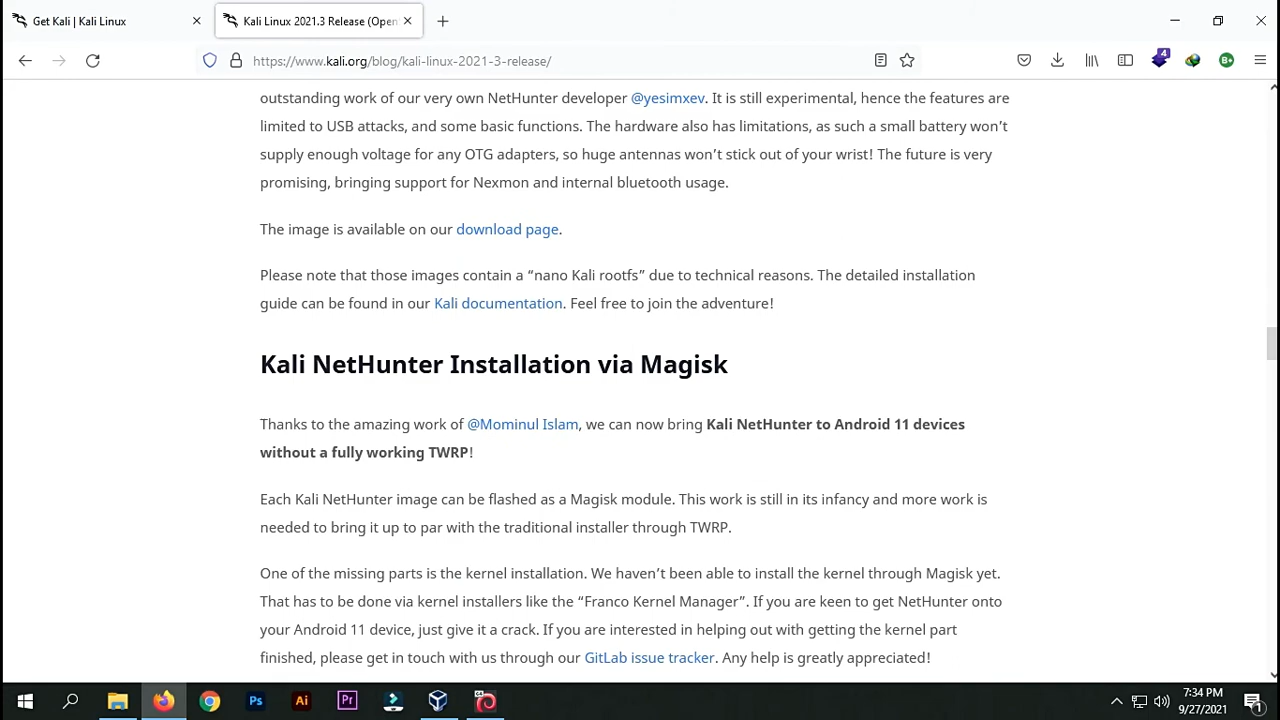 Get Kali | Kali Linux
Kali Linux 2021.3 Release (Open
https://www.kali.org/blog/kali-linux-2021-3-release/
4
B+
outstanding work of our very own NetHunter developer @yesimxev. It is still experimental, hence the features are
limited to USB attacks, and some basic functions. The hardware also has limitations, as such a small battery won’t
supply enough voltage for any OTG adapters, so huge antennas won’t stick out of your wrist! The future is very
promising, bringing support for Nexmon and internal bluetooth usage.
The image is available on our download page.
Please note that those images contain a “nano Kali rootfs” due to technical reasons. The detailed installation
guide can be found in our Kali documentation. Feel free to join the adventure!
Kali NetHunter Installation via Magisk
Thanks to the amazing work of @Mominul Islam, we can now bring Kali NetHunter to Android 11 devices
without a fully working TWRP!
Each Kali NetHunter image can be flashed as a Magisk module. This work is still in its infancy and more work is
needed to bring it up to par with the traditional installer through TWRP.
One of the missing parts is the kernel installation. We haven’t been able to install the kernel through Magisk yet.
That has to be done via kernel installers like the “Franco Kernel Manager”. If you are keen to get NetHunter onto
your Android 11 device, just give it a crack. If you are interested in helping out with getting the kernel part
finished, please get in touch with us through our GitLab issue tracker. Any help is greatly appreciated!
Ps
Ai
Pr
7:34 PM
9/27/2021
1